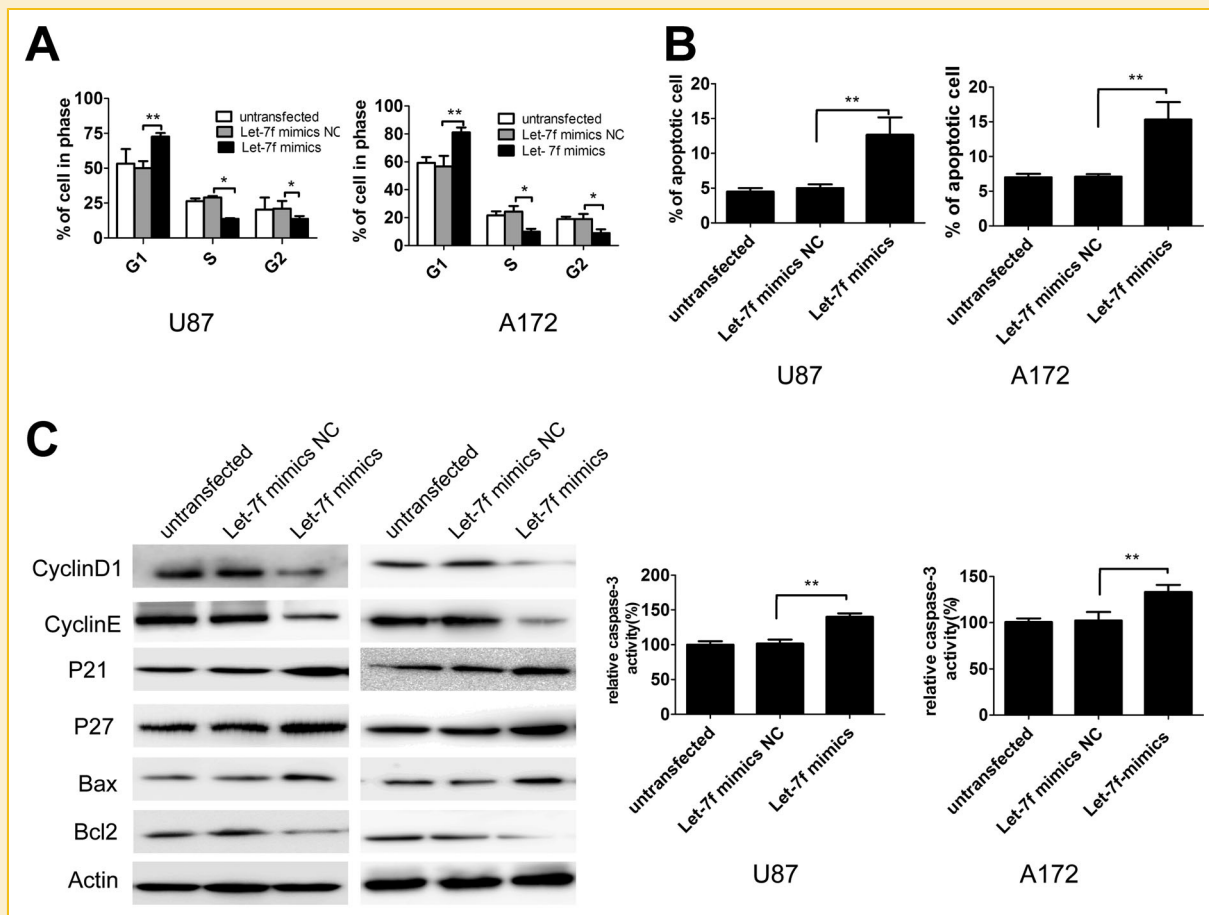 A
% of cell in phase
100
75
50
25
0
**
*
*
untransfected
Let-7f mimics NC
Let-7f mimics
G1
S
G2
U87
% of cell in phase
100
80
60
40
20
0
**
*
*
untransfected
Let-7f mimics NC
Let- 7f mimics
G1
S
G2
A172
B
% of apoptotic cell
20
15
10
5
0
**
untransfected
Let-7f mimics NC
Let-7f mimics
U87
% of apoptotic cell
20
15
10
5
0
**
untransfected
Let-7f mimics NC
Let-7f mimics
A172
C
untransfected
Let-7f mimics NC
Let-7f mimics
untransfected
Let-7f mimics NC
Let-7f mimics
CyclinD1
CyclinE
P21
P27
Bax
Bcl2
Actin
relative caspase-3
activity(%)
200
150
100
50
0
**
untransfected
Let-7f mimics NC
Let-7f mimics
U87
relative caspase-3
activity(%)
150
100
50
0
**
untransfected
Let-7f mimics NC
Let-7f-mimics
A172